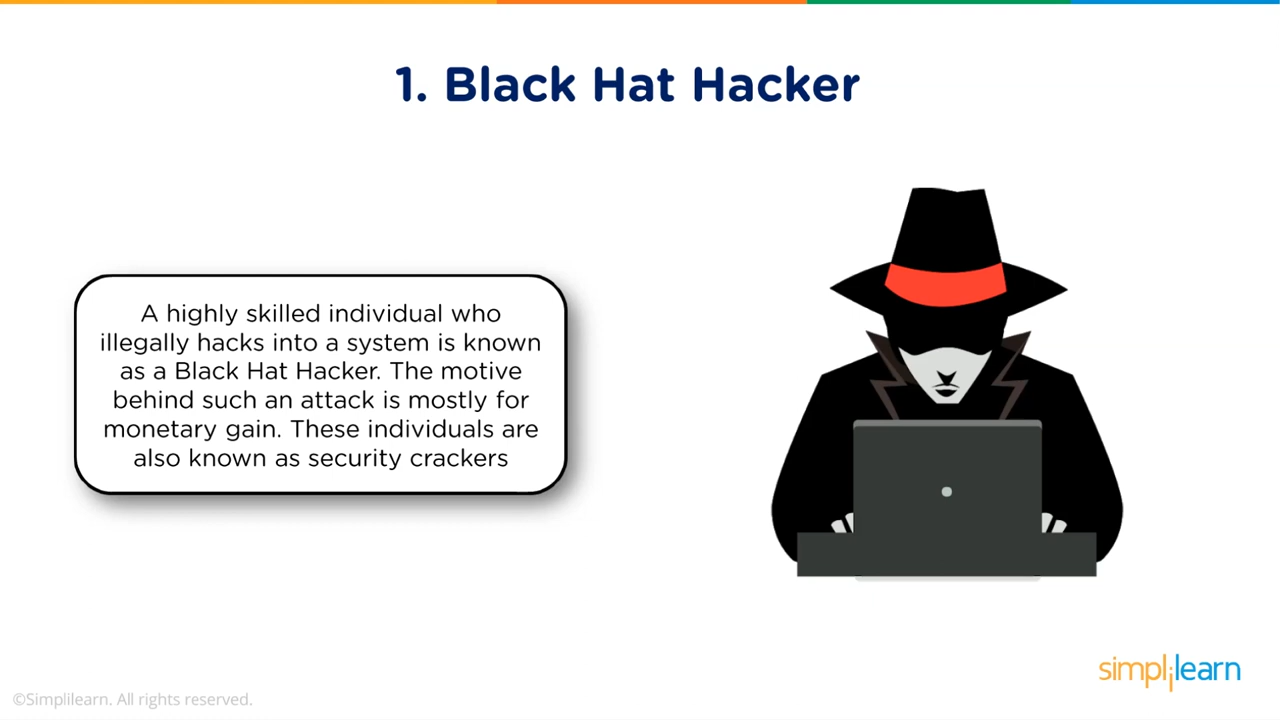 1. Black Hat Hacker
A highly skilled individual who
illegally hacks into a system is known
as a Black Hat Hacker. The motive
behind such an attack is mostly for
monetary gain. These individuals are
also known as security crackers
simplilearn
©Simplilearn. All rights reserved.